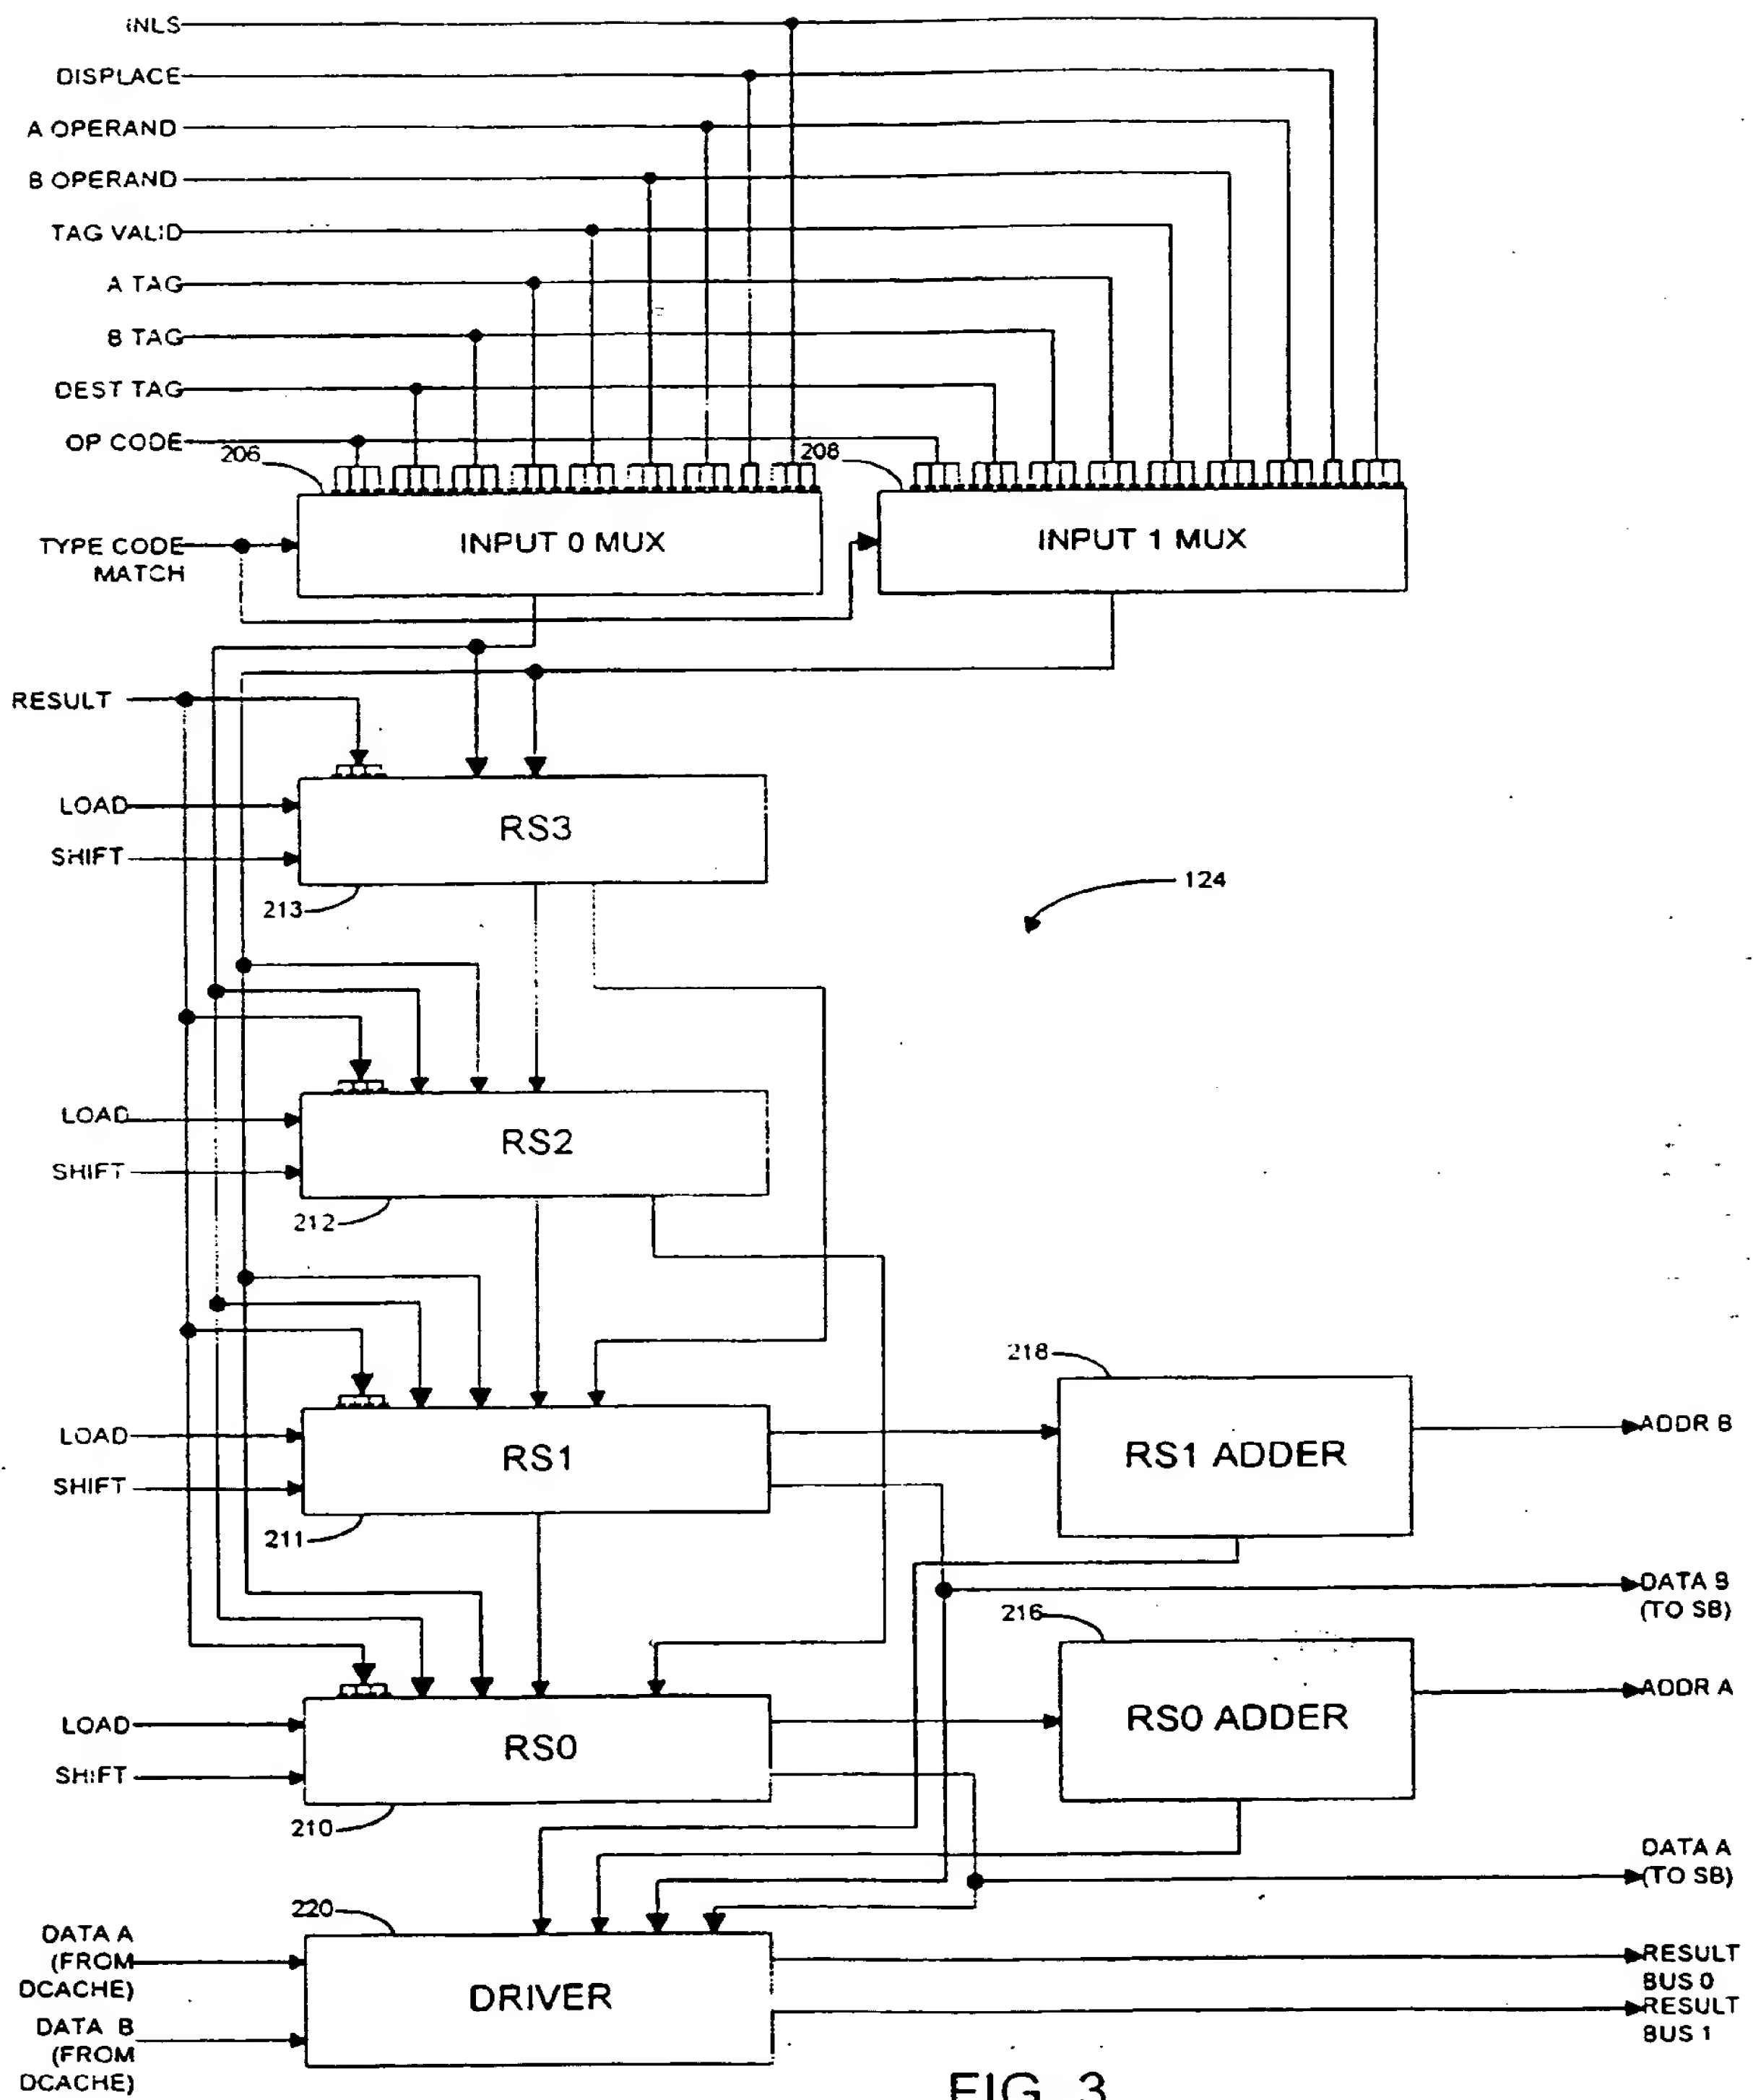 INLS
DISPLACE
A OPERAND
B OPERAND
TAG VALID
A TAG
B TAG
DEST TAG
OP CODE
206
208
TYPE CODE
MATCH
INPUT 0 MUX
INPUT 1 MUX
RESULT
LOAD
RS3
SHIFT
213
124
LOAD
RS2
SHIFT
212
218
LOAD
RS1
SHIFT
211
RS1 ADDER
ADDR B
DATA B
(TO SB)
216
LOAD
RS0
SHIFT
210
RS0 ADDER
ADDR A
DATA A
(TO SB)
220
DATA A
(FROM
DCACHE)
DATA B
(FROM
DCACHE)
DRIVER
RESULT
BUS 0
RESULT
BUS 1
FIG. 3